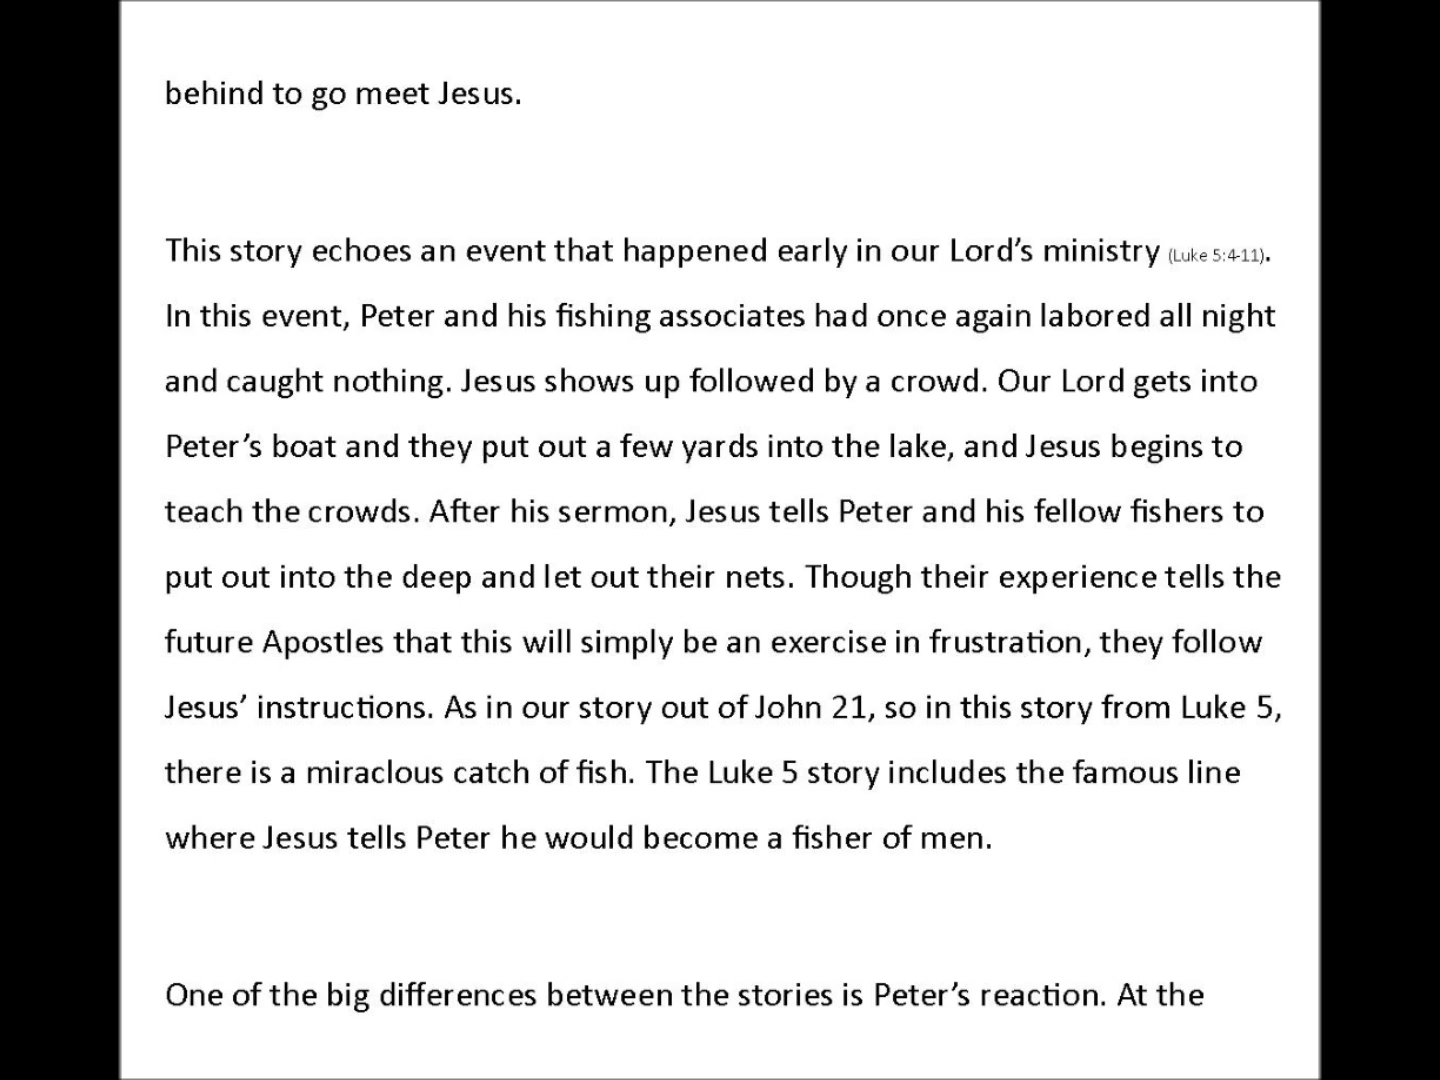 behind to go meet Jesus.
This story echoes an event that happened early in our Lord’s ministry (Luke 5:4-11).
In this event, Peter and his fishing associates had once again labored all night
and caught nothing. Jesus shows up followed by a crowd. Our Lord gets into
Peter’s boat and they put out a few yards into the lake, and Jesus begins to
teach the crowds. After his sermon, Jesus tells Peter and his fellow fishers to
put out into the deep and let out their nets. Though their experience tells the
future Apostles that this will simply be an exercise in frustration, they follow
Jesus’ instructions. As in our story out of John 21, so in this story from Luke 5,
there is a miraclous catch of fish. The Luke 5 story includes the famous line
where Jesus tells Peter he would become a fisher of men.
One of the big differences between the stories is Peter’s reaction. At the